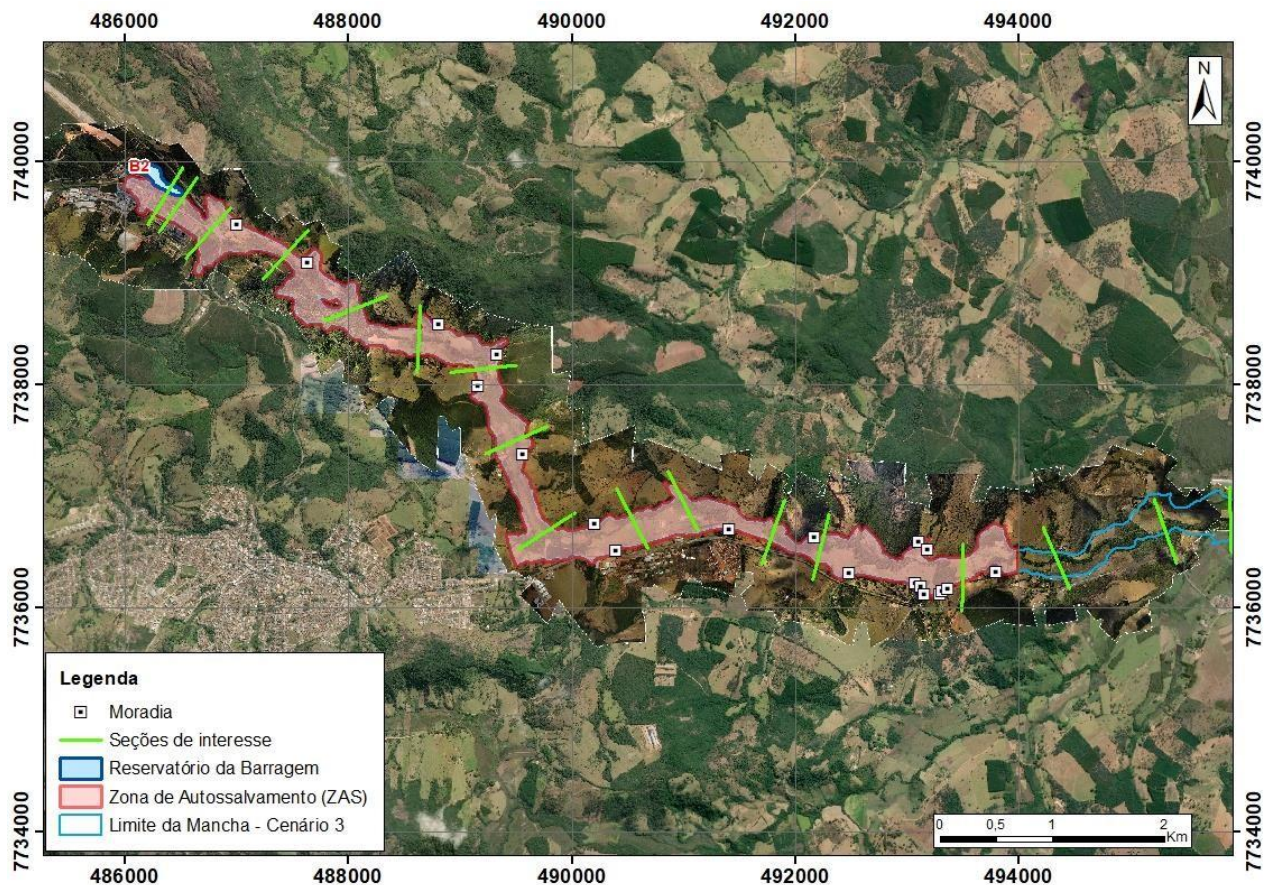 486000 488000 490000 492000 494000
N
7740000 7740000
B2
7738000 7738000
7736000 7736000
Legenda
Moradia
Seções de interesse
Reservatório da Barragem
Zona de Autossalvamento (ZAS)
Limite da Mancha - Cenário 3
0 0,5 1 2
Km
7734000 7734000
486000 488000 490000 492000 494000